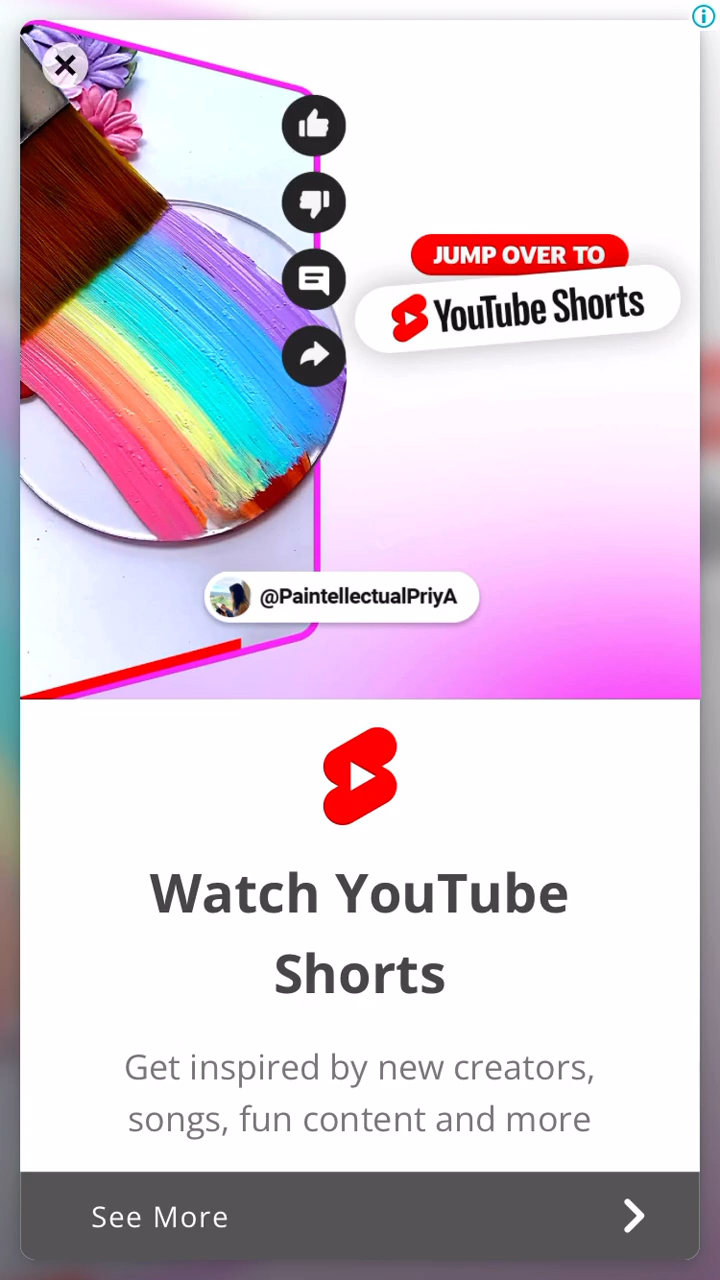 JUMP OVER TO
YouTube Shorts
@PaintellectualPriyA
Watch YouTube
Shorts
Get inspired by new creators,
songs, fun content and more
See More